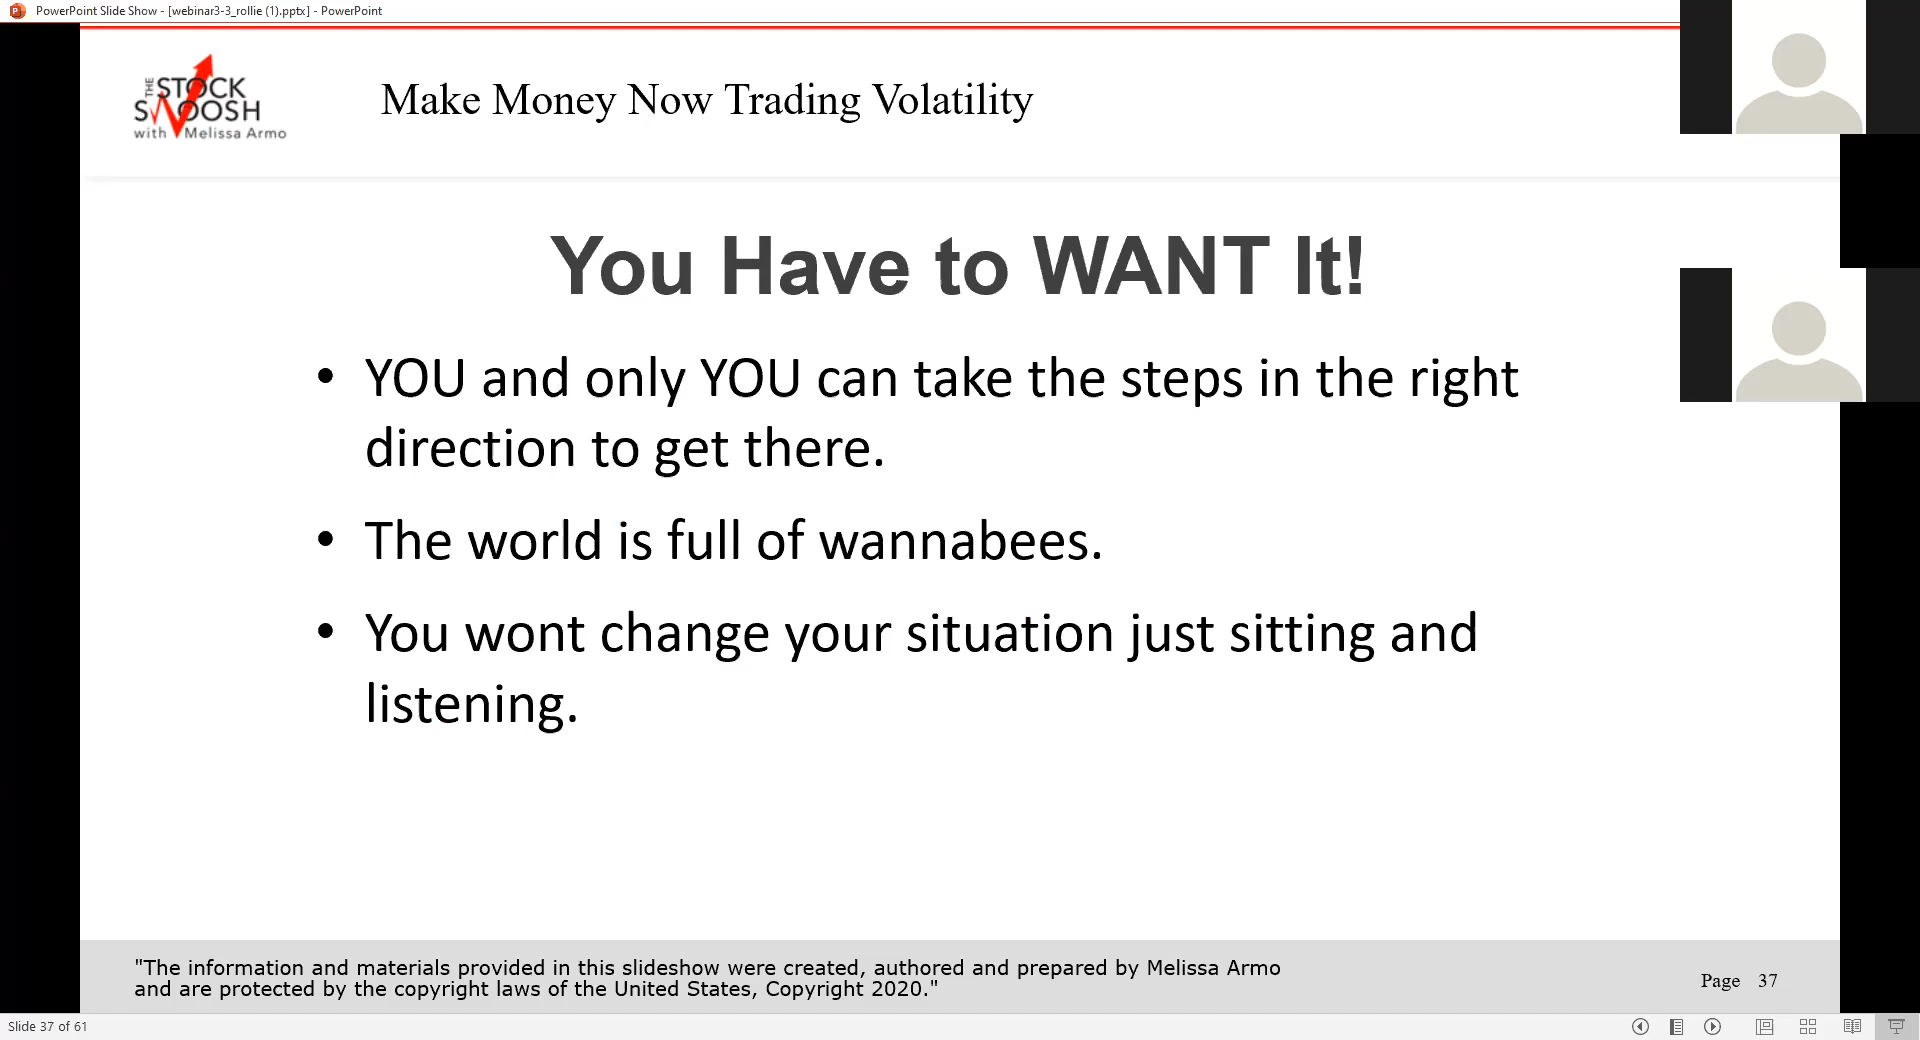 PowerPoint Slide Show - [webinar3-3_rollie (1).pptx] - PowerPoint
THE
STOCK
SWOOSH
with Melissa Armo
Make Money Now Trading Volatility
You Have to WANT It!
• YOU and only YOU can take the steps in the right
direction to get there.
• The world is full of wannabees.
• You wont change your situation just sitting and
listening.
"The information and materials provided in this slideshow were created, authored and prepared by Melissa Armo
and are protected by the copyright laws of the United States, Copyright 2020."
Page 37
Slide 37 of 61